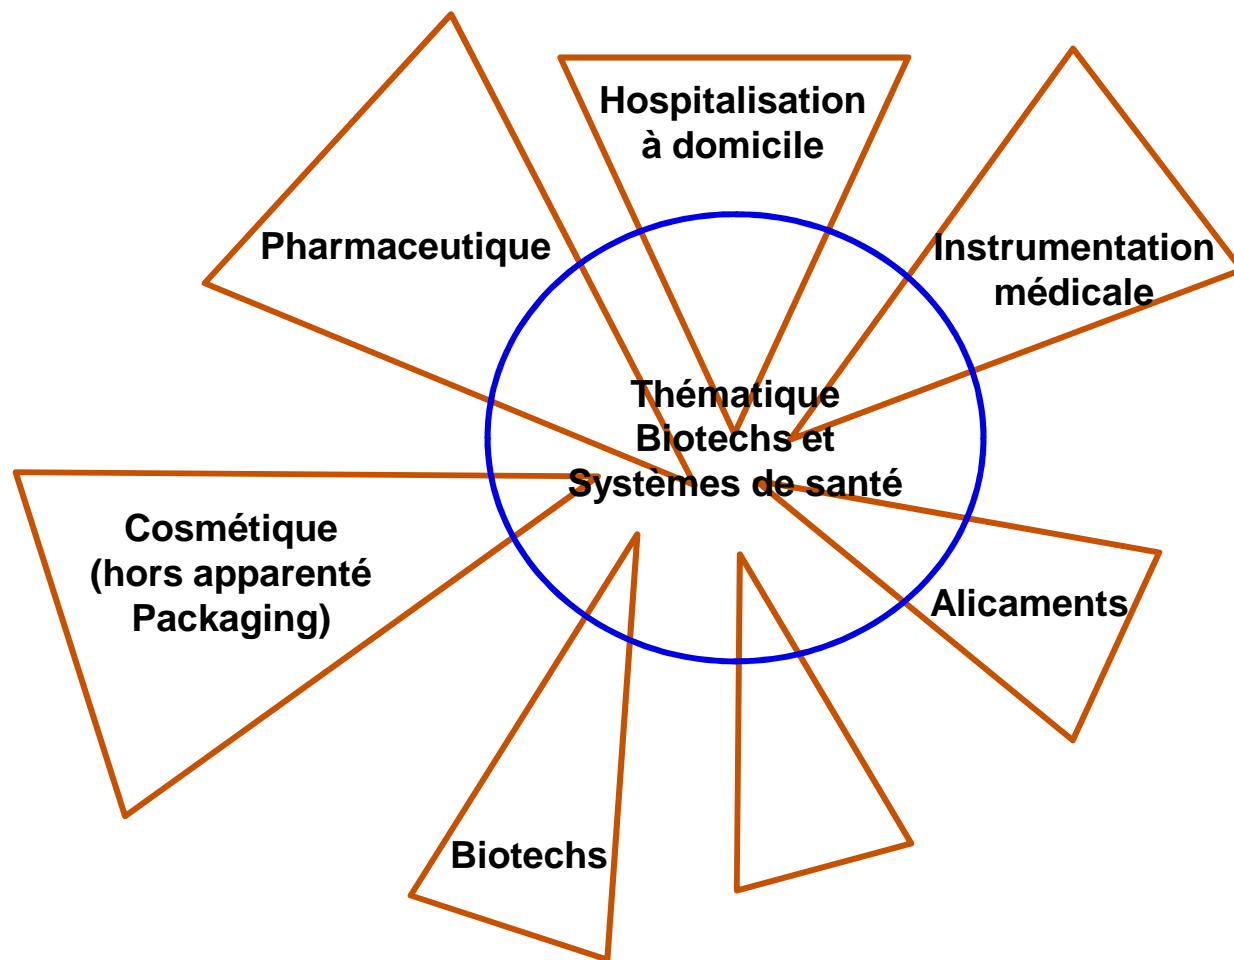 Hospitalisation
à domicile
Pharmaceutique
Instrumentation
médicale
Thématique
Biotechs et
Systèmes de santé
Cosmétique
(hors apparenté
Packaging)
Alicaments
Biotechs